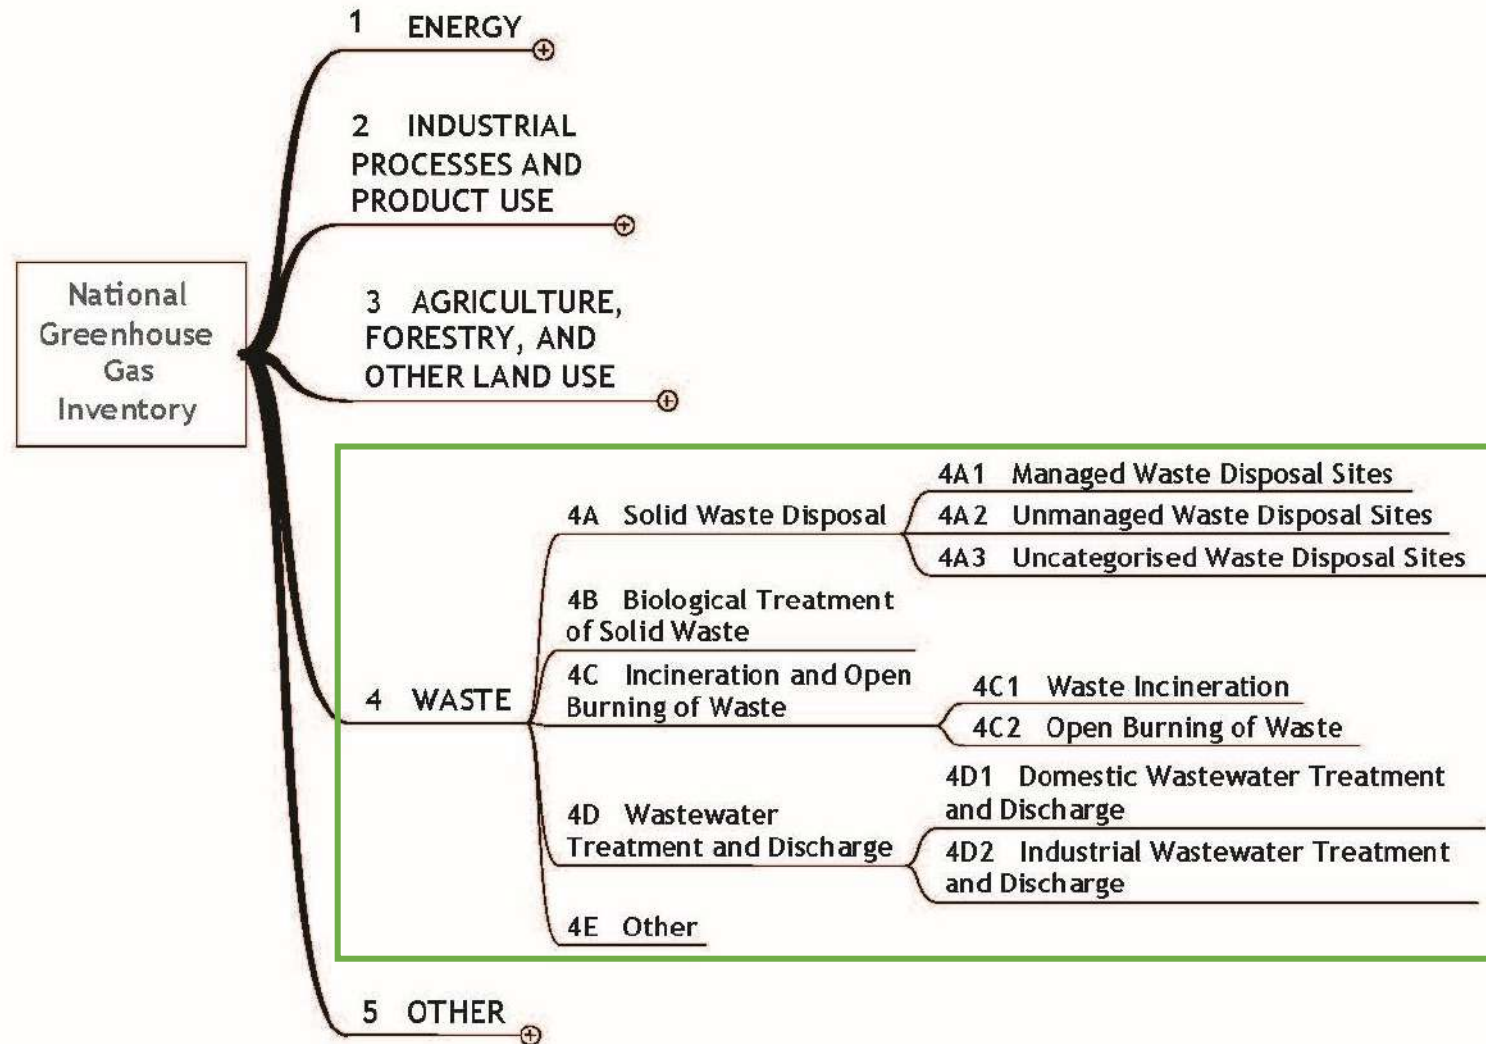 1 ENERGY
2 INDUSTRIAL
PROCESSES AND
PRODUCT USE
National
Greenhouse
Gas
Inventory
3 AGRICULTURE,
FORESTRY, AND
OTHER LAND USE
4 WASTE
4A Solid Waste Disposal
4A1 Managed Waste Disposal Sites
4A2 Unmanaged Waste Disposal Sites
4A3 Uncategorised Waste Disposal Sites
4B Biological Treatment
of Solid Waste
4C Incineration and Open
Burning of Waste
4C1 Waste Incineration
4C2 Open Burning of Waste
4D Wastewater
Treatment and Discharge
4D1 Domestic Wastewater Treatment
and Discharge
4D2 Industrial Wastewater Treatment
and Discharge
4E Other
5 OTHER